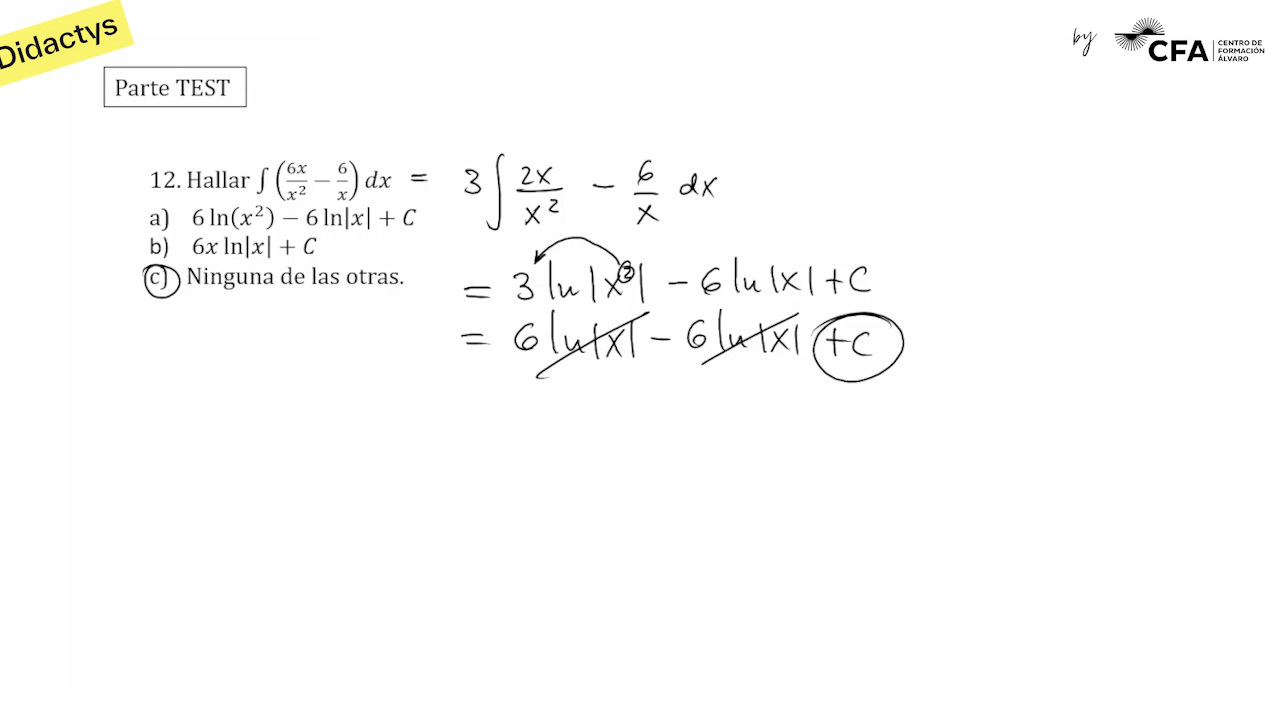 Didactys
by CFA CENTRO DE FORMACIÓN ÁLVARO
Parte TEST
12. Hallar ∫ (6x/x² − 6/x) dx = 3 ∫ 2x/x² − 6/x dx
a) 6 ln(x²) − 6 ln|x| + C
b) 6x ln|x| + C
c) Ninguna de las otras.
= 3 ln |x²| − 6 ln |x| + C
= 6 ln |x| − 6 ln |x| + C